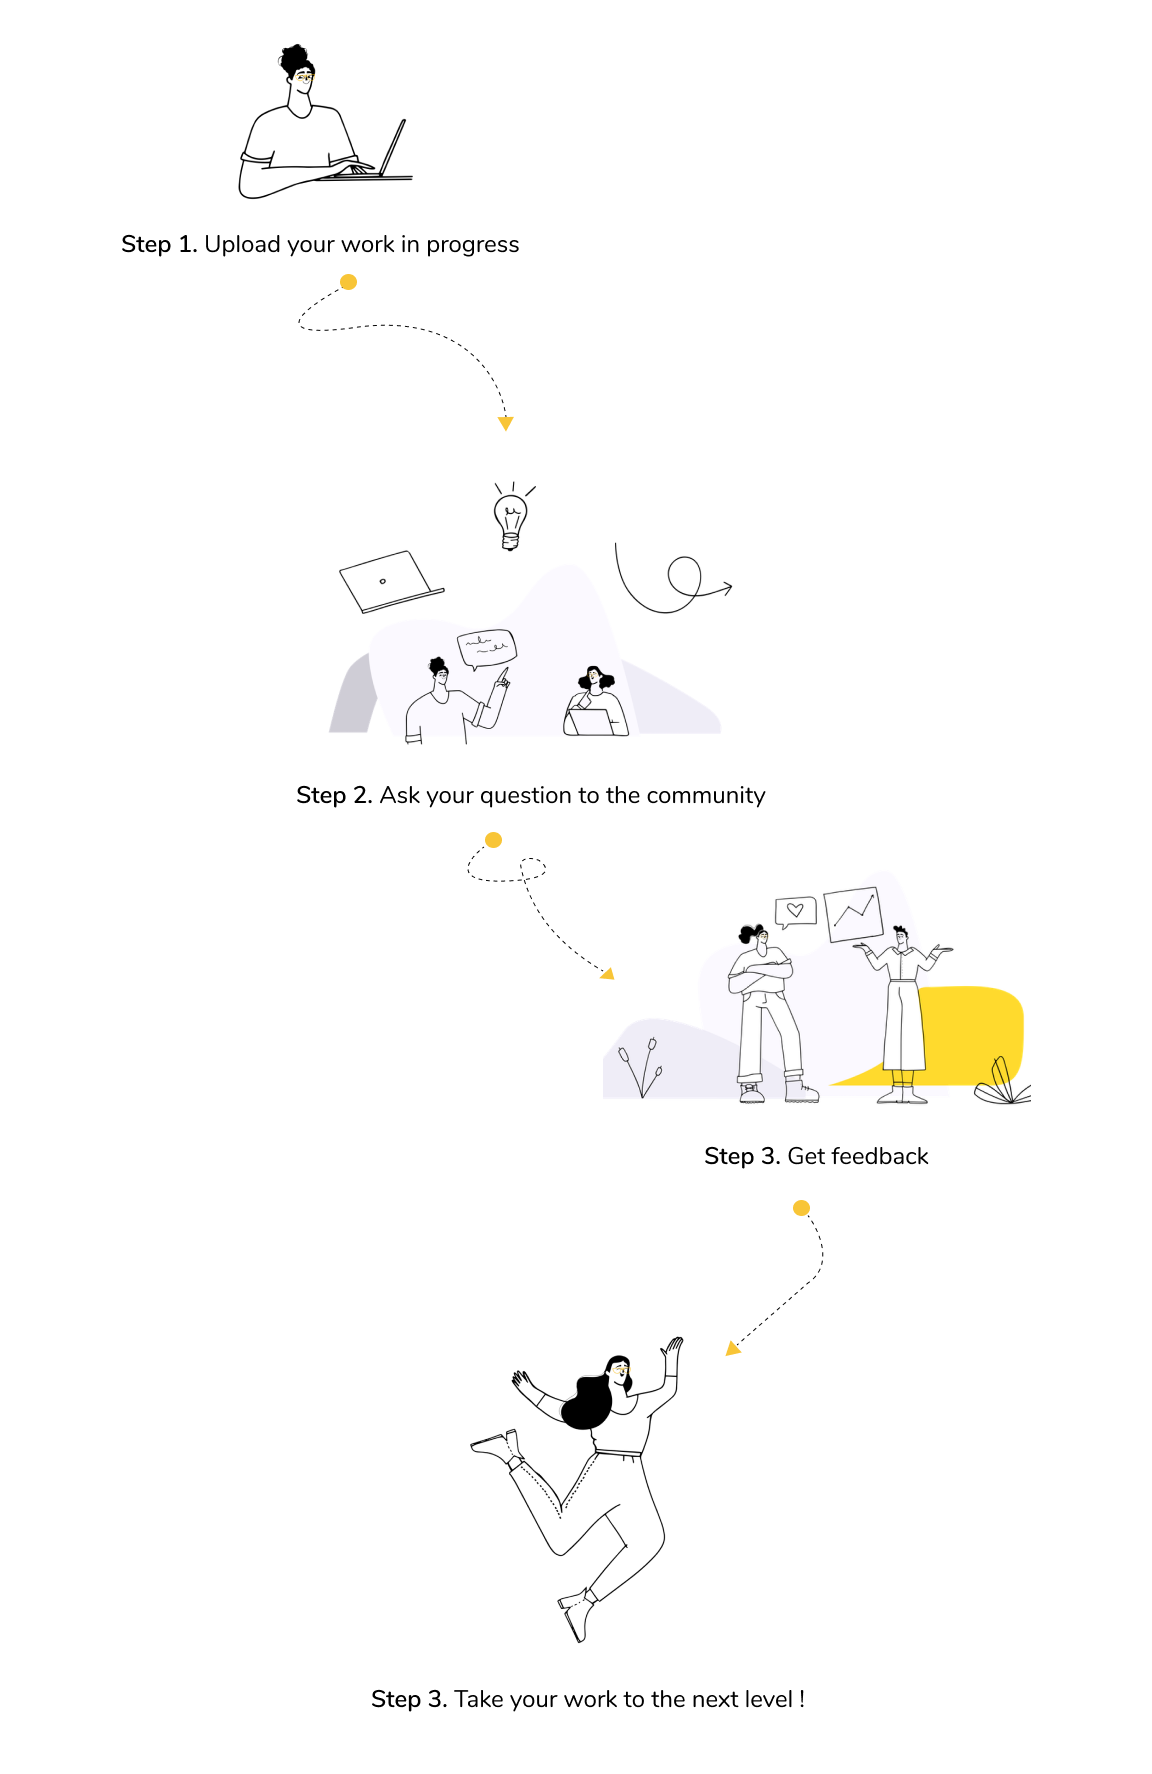 Step 1. Upload your work in progress
Step 2. Ask your question to the community
Step 3. Get feedback
Step 3. Take your work to the next level !